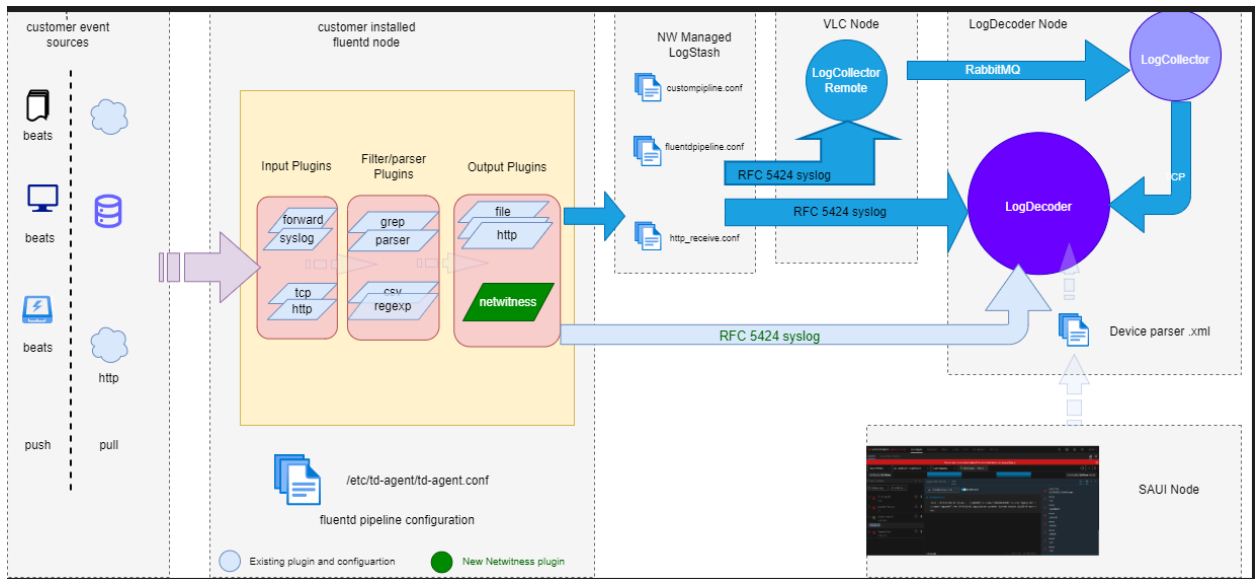 customer event
sources
beats
beats
beats
http
push
pull
customer installed
fluentd node
Input Plugins
Filter/parser
Plugins
Output Plugins
forward
syslog
tcp
http
grep
parser
csv
regexp
file
http
netwitness
/etc/td-agent/td-agent.conf
fluentd pipeline configuration
Existing plugin and configuartion
New Netwitness plugin
NW Managed
LogStash
custompipline.conf
fluentdpipeline.conf
http_receive.conf
RFC 5424 syslog
RFC 5424 syslog
RFC 5424 syslog
VLC Node
LogCollector
Remote
RabbitMQ
LogDecoder Node
LogCollector
CP
LogDecoder
Device parser .xml
SAUI Node